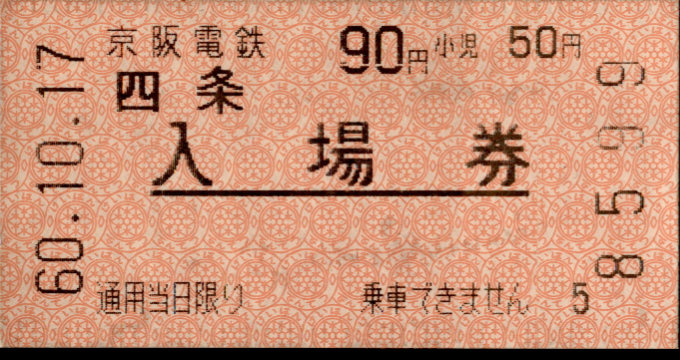 京阪電鉄 90円 小児 50円
四条
入場券
通用当日限り 乗車できません 5
60.10.17
8599